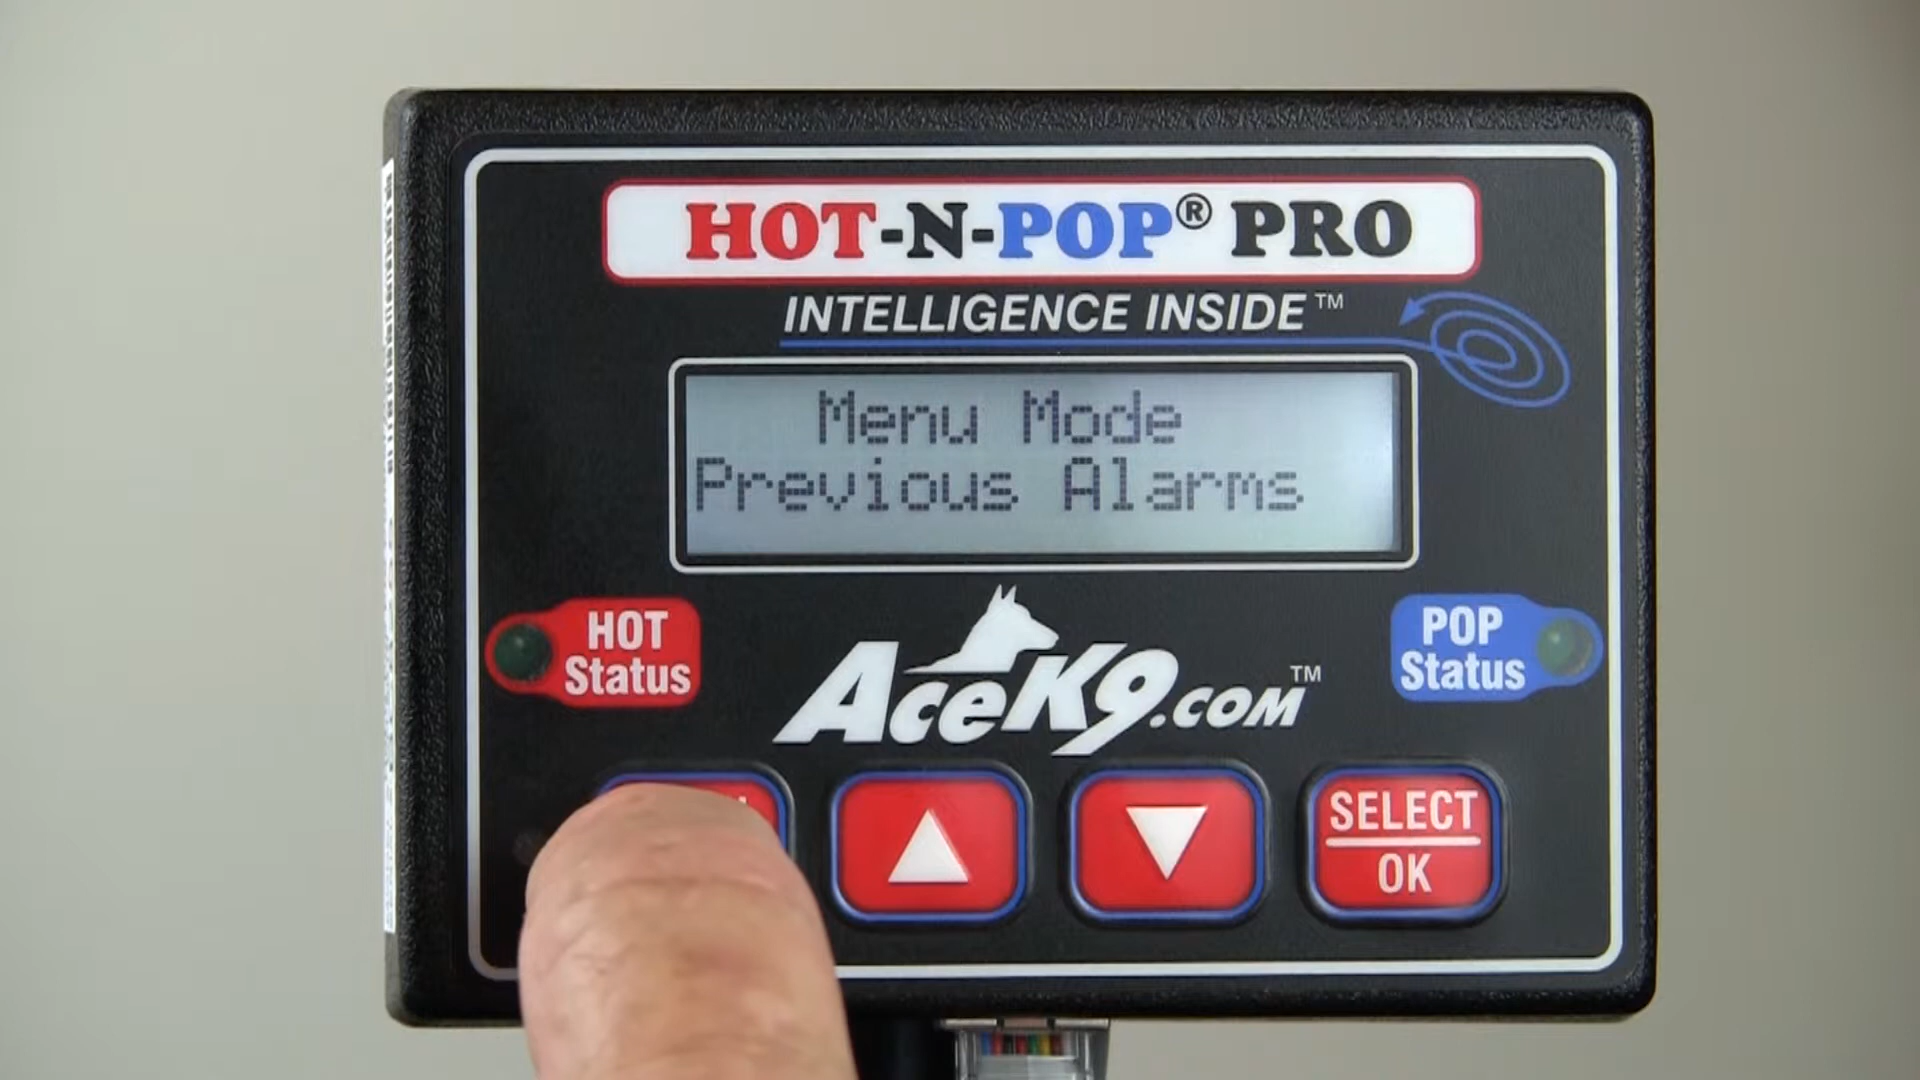 HOT-N-POP® PRO
INTELLIGENCE INSIDE™
Menu Mode
Previous Alarms
HOT
Status
ACEK9.COM™
POP
Status
SELECT
OK